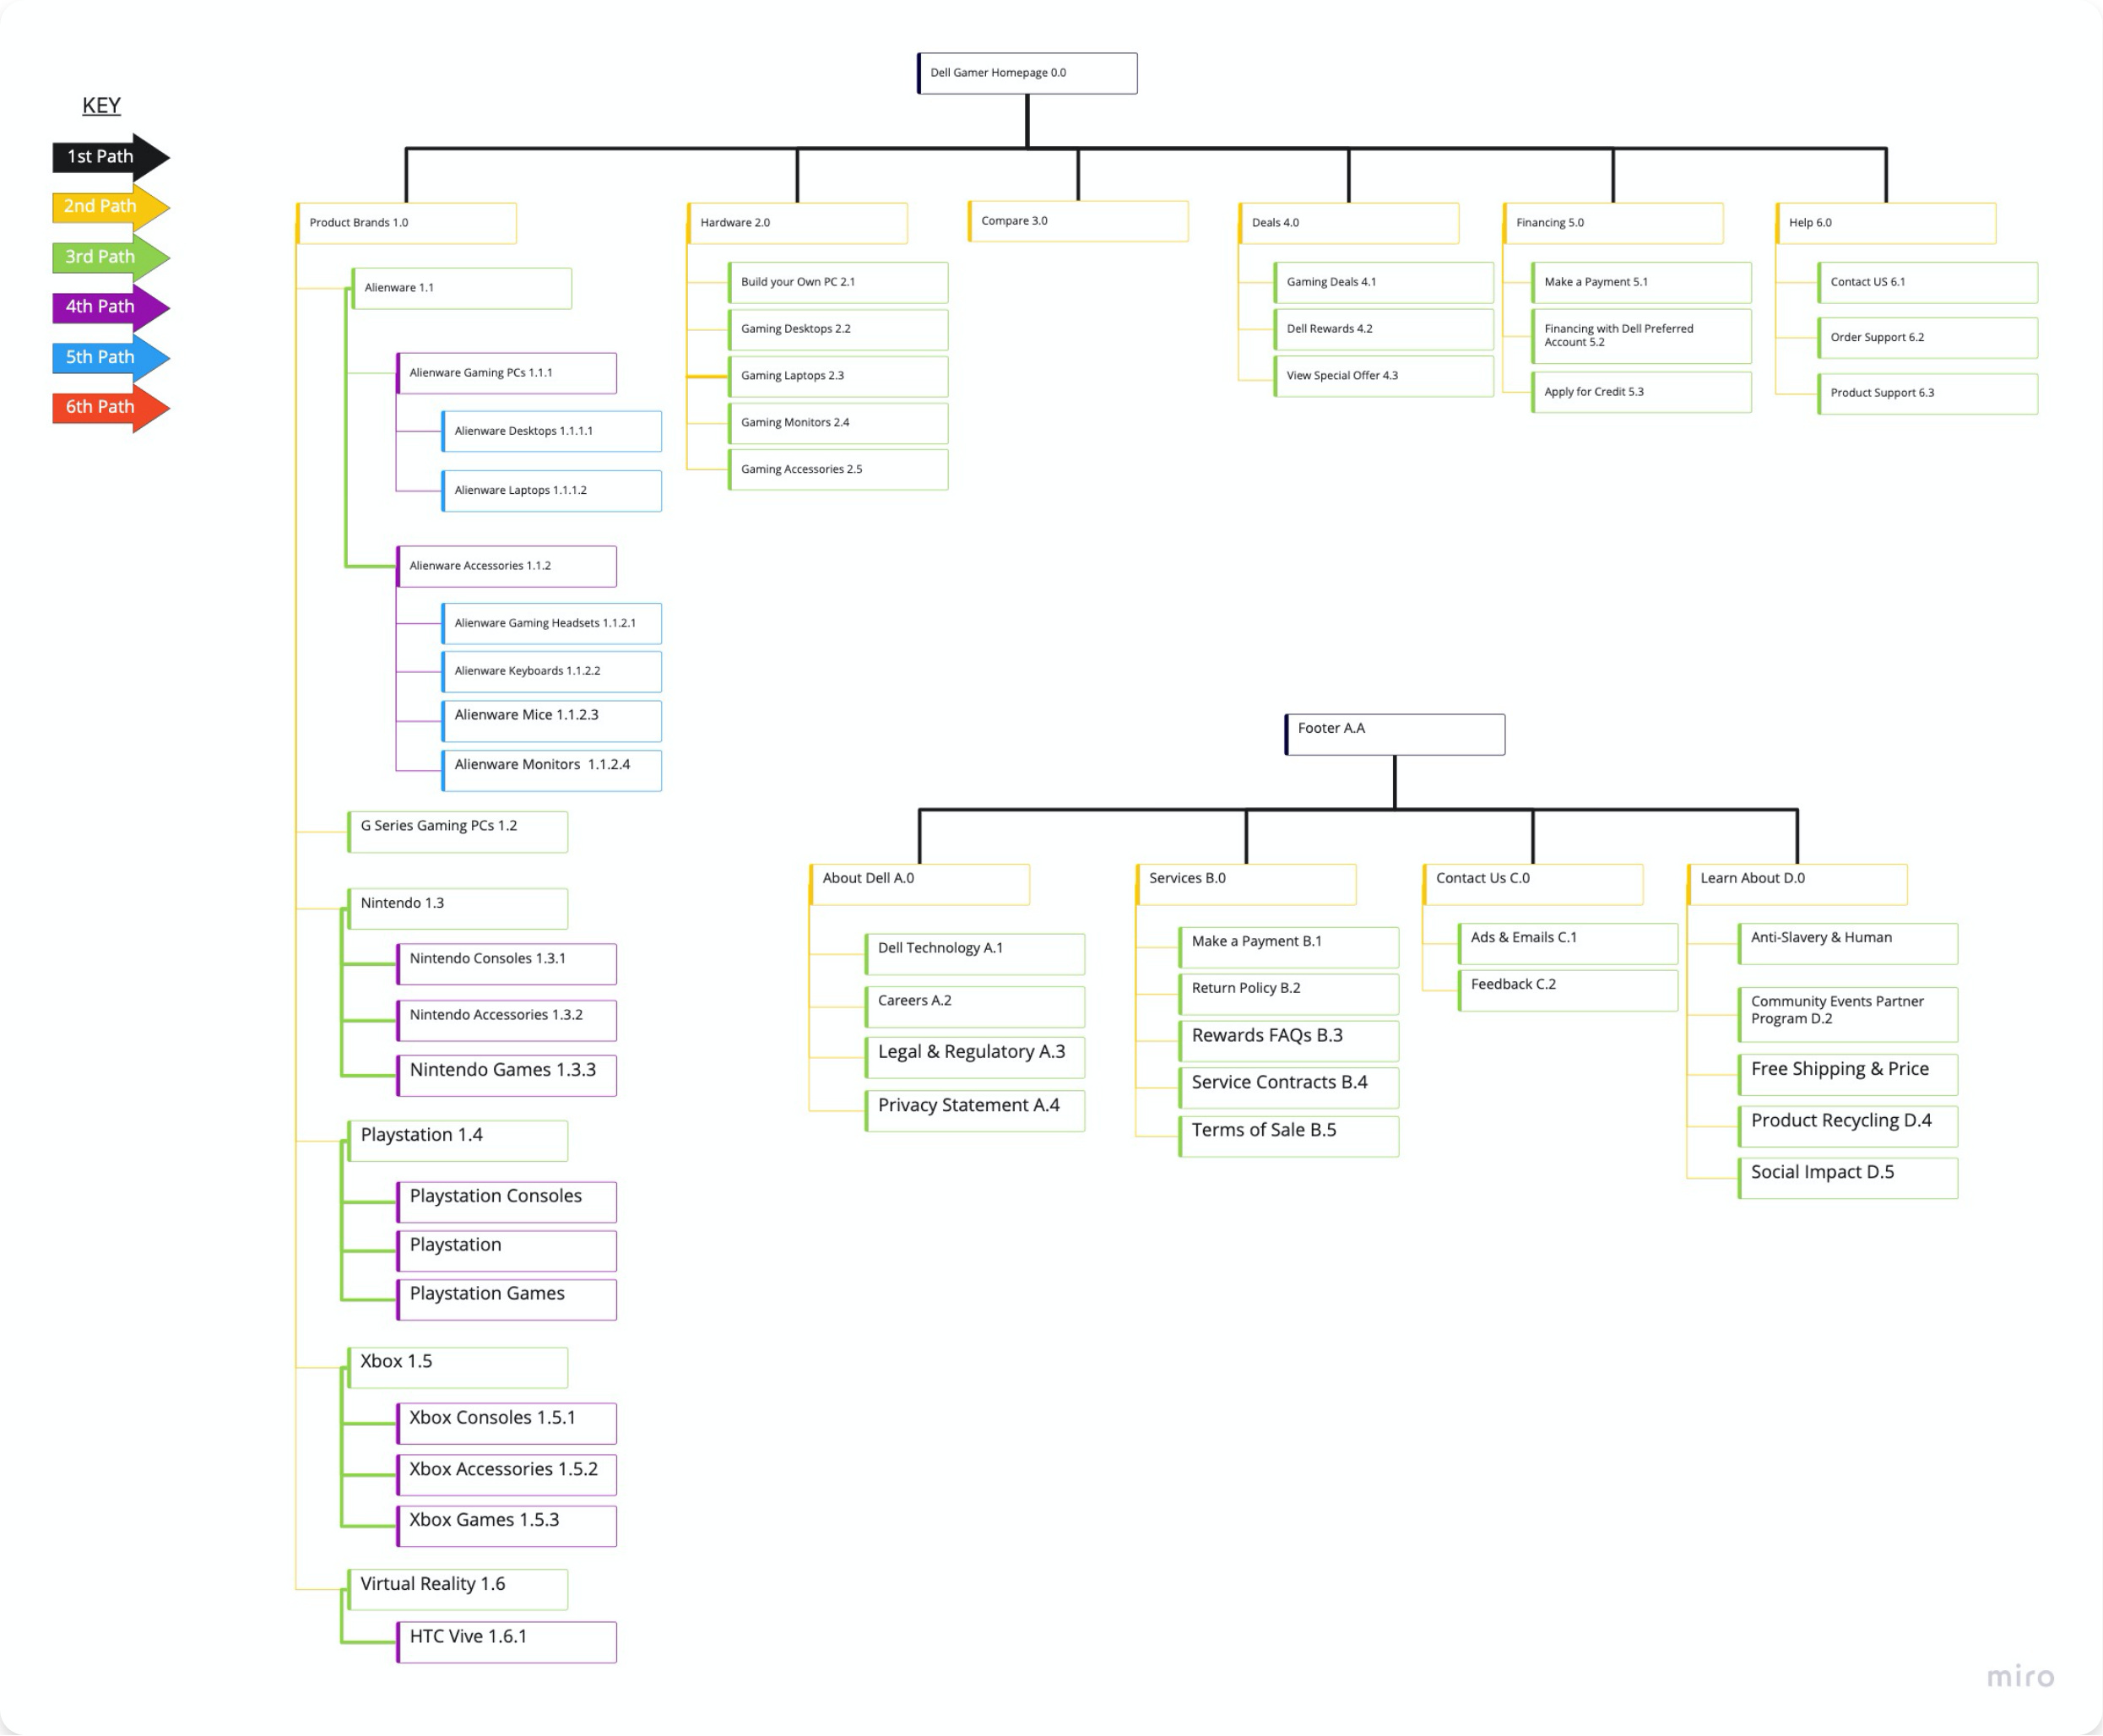 Dell Gamer Homepage 0.0
KEY
1st Path
2nd Path
3rd Path
4th Path
5th Path
6th Path
Product Brands 1.0
Alienware 1.1
Alienware Gaming PCs 1.1.1
Alienware Desktops 1.1.1.1
Alienware Laptops 1.1.1.2
Alienware Accessories 1.1.2
Alienware Gaming Headsets 1.1.2.1
Alienware Keyboards 1.1.2.2
Alienware Mice 1.1.2.3
Alienware Monitors 1.1.2.4
G Series Gaming PCs 1.2
Nintendo 1.3
Nintendo Consoles 1.3.1
Nintendo Accessories 1.3.2
Nintendo Games 1.3.3
Playstation 1.4
Playstation Consoles
Playstation
Playstation Games
Xbox 1.5
Xbox Consoles 1.5.1
Xbox Accessories 1.5.2
Xbox Games 1.5.3
Virtual Reality 1.6
HTC Vive 1.6.1
Hardware 2.0
Build your Own PC 2.1
Gaming Desktops 2.2
Gaming Laptops 2.3
Gaming Monitors 2.4
Gaming Accessories 2.5
Compare 3.0
Deals 4.0
Gaming Deals 4.1
Dell Rewards 4.2
View Special Offer 4.3
Financing 5.0
Make a Payment 5.1
Financing with Dell Preferred
Account 5.2
Apply for Credit 5.3
Help 6.0
Contact US 6.1
Order Support 6.2
Product Support 6.3
Footer A.A
About Dell A.0
Dell Technology A.1
Careers A.2
Legal & Regulatory A.3
Privacy Statement A.4
Services B.0
Make a Payment B.1
Return Policy B.2
Rewards FAQs B.3
Service Contracts B.4
Terms of Sale B.5
Contact Us C.0
Ads & Emails C.1
Feedback C.2
Learn About D.0
Anti-Slavery & Human
Community Events Partner
Program D.2
Free Shipping & Price
Product Recycling D.4
Social Impact D.5
miro